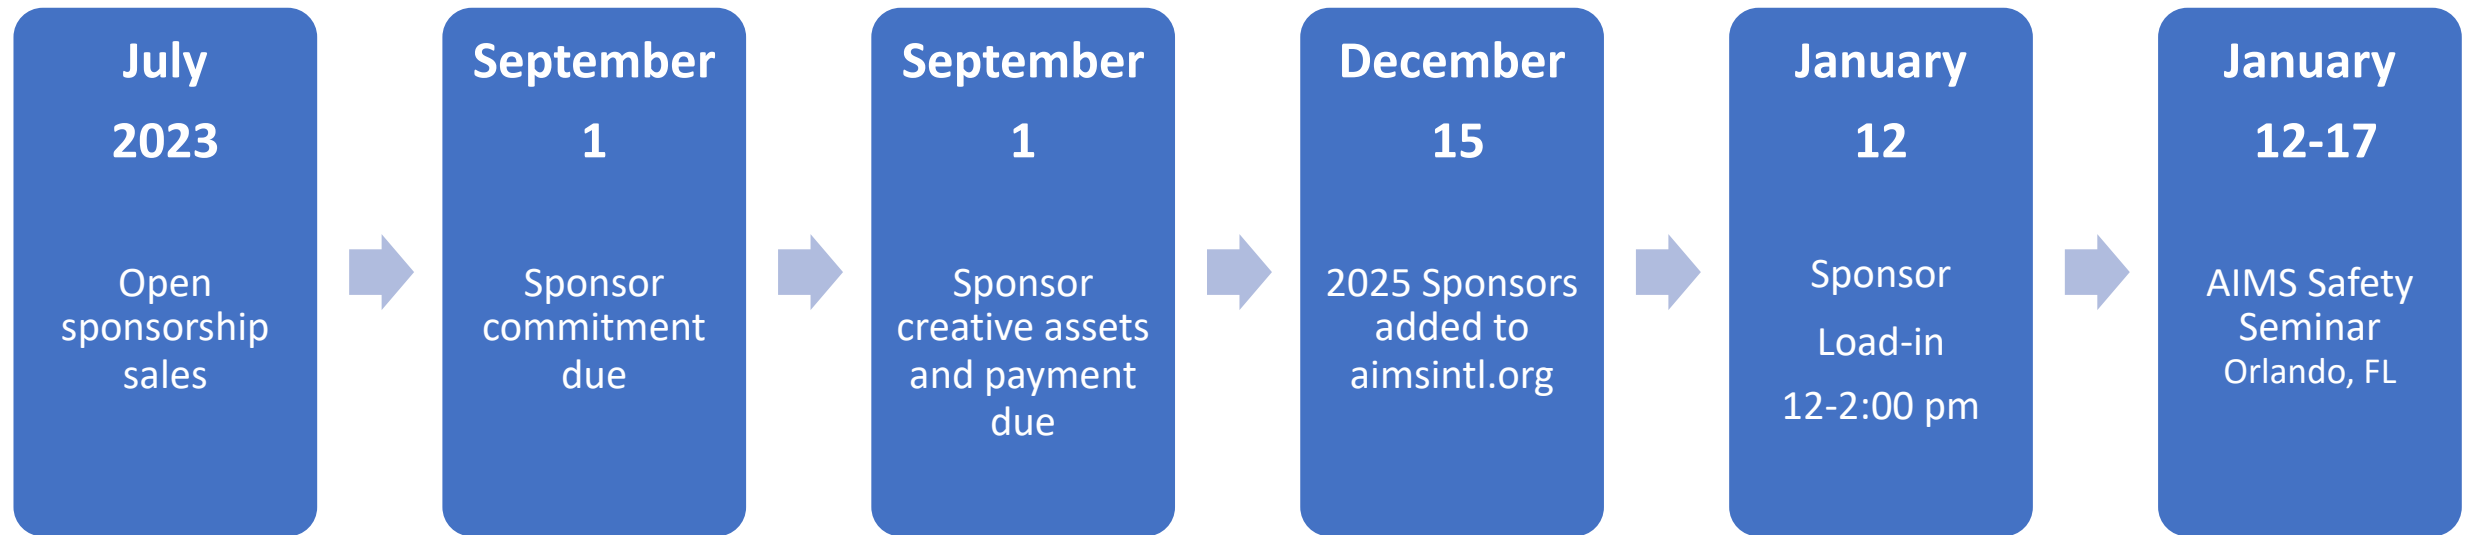 July
2023
Open
sponsorship
sales
September
1
Sponsor
commitment
due
September
1
Sponsor
creative assets
and payment
due
December
15
2025 Sponsors
added to
aimsintl.org
January
12
Sponsor
Load-in
12-2:00 pm
January
12-17
AIMS Safety
Seminar
Orlando, FL